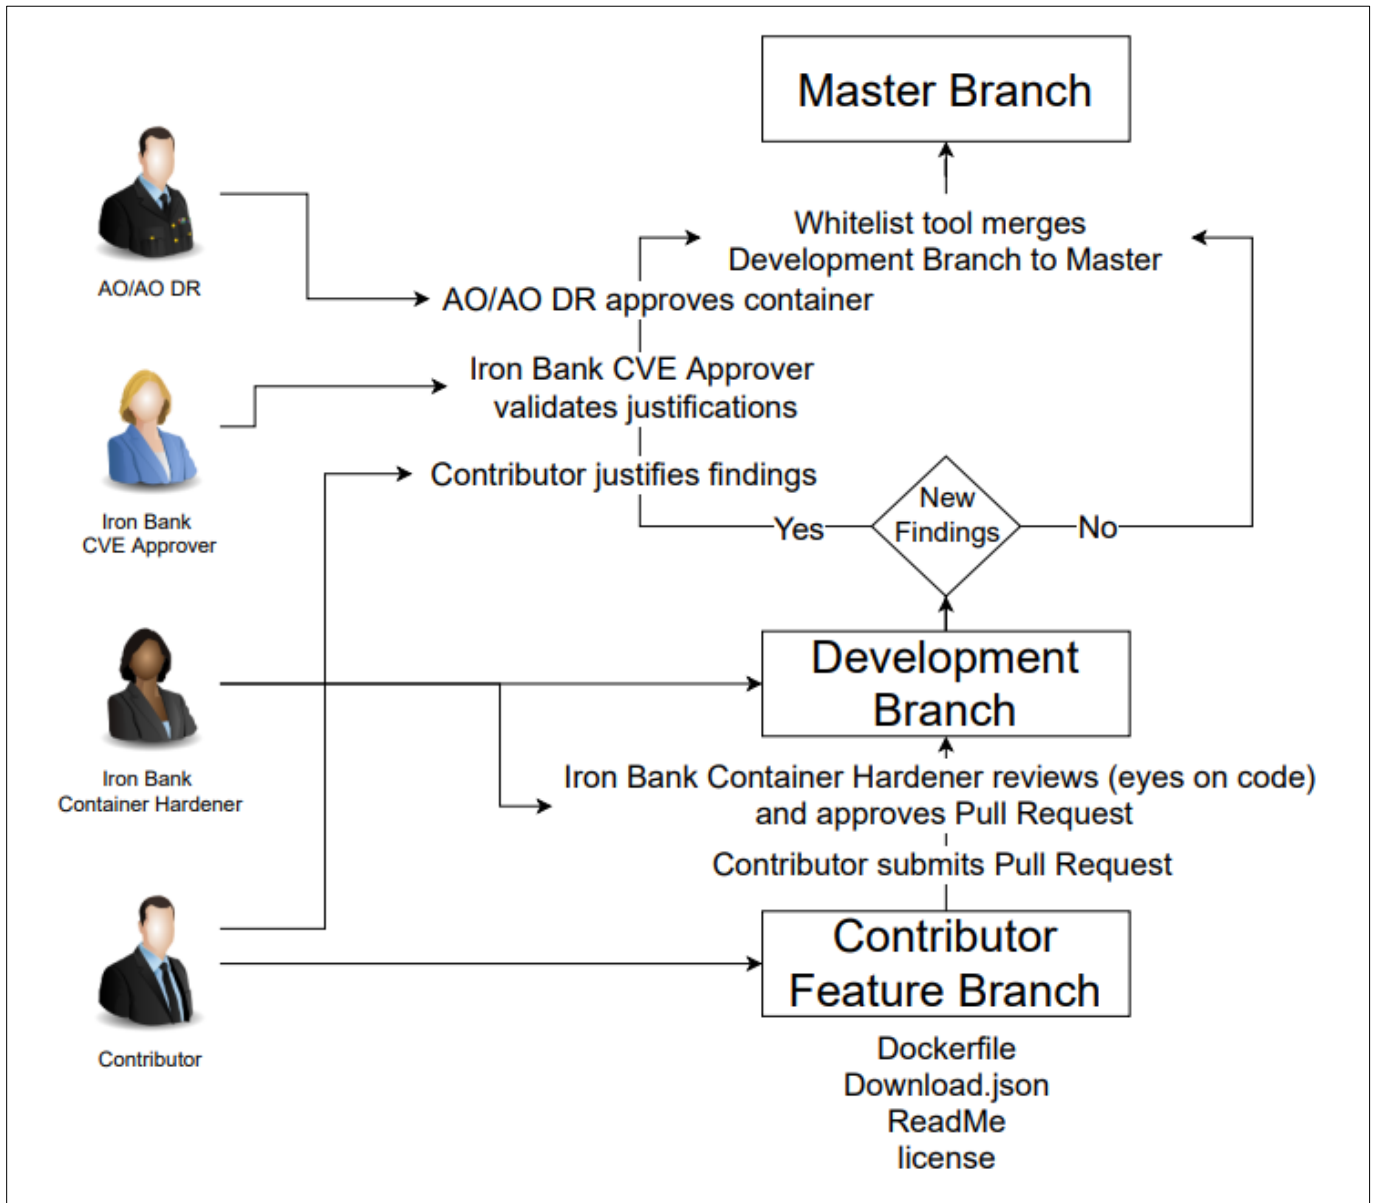 Master Branch
Whitelist tool merges
Development Branch to Master
AO/AO DR
AO/AO DR approves container
Iron Bank CVE Approver
validates justifications
Contributor justifies findings
Iron Bank
CVE Approver
New
Findings
Yes
No
Development
Branch
Iron Bank
Container Hardener
Iron Bank Container Hardener reviews (eyes on code)
and approves Pull Request
Contributor submits Pull Request
Contributor
Feature Branch
Contributor
Dockerfile
Download.json
ReadMe
license